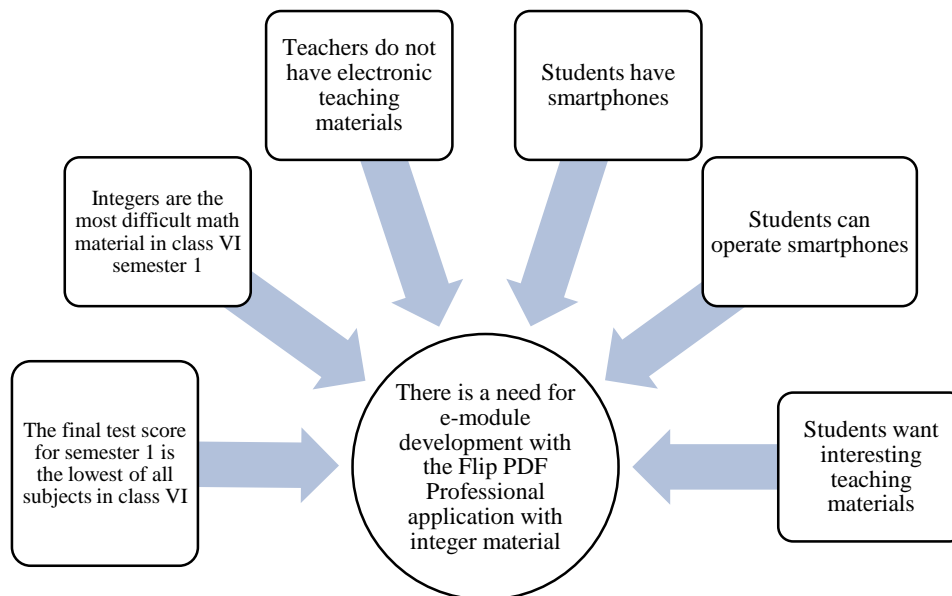 Teachers do not
have electronic
teaching
materials
Students have
smartphones
Integers are the
most difficult math
material in class VI
semester 1
Students can
operate smartphones
The final test score
for semester 1 is
the lowest of all
subjects in class VI
There is a need for
e-module
development with
the Flip PDF
Professional
application with
integer material
Students want
interesting
teaching
materials